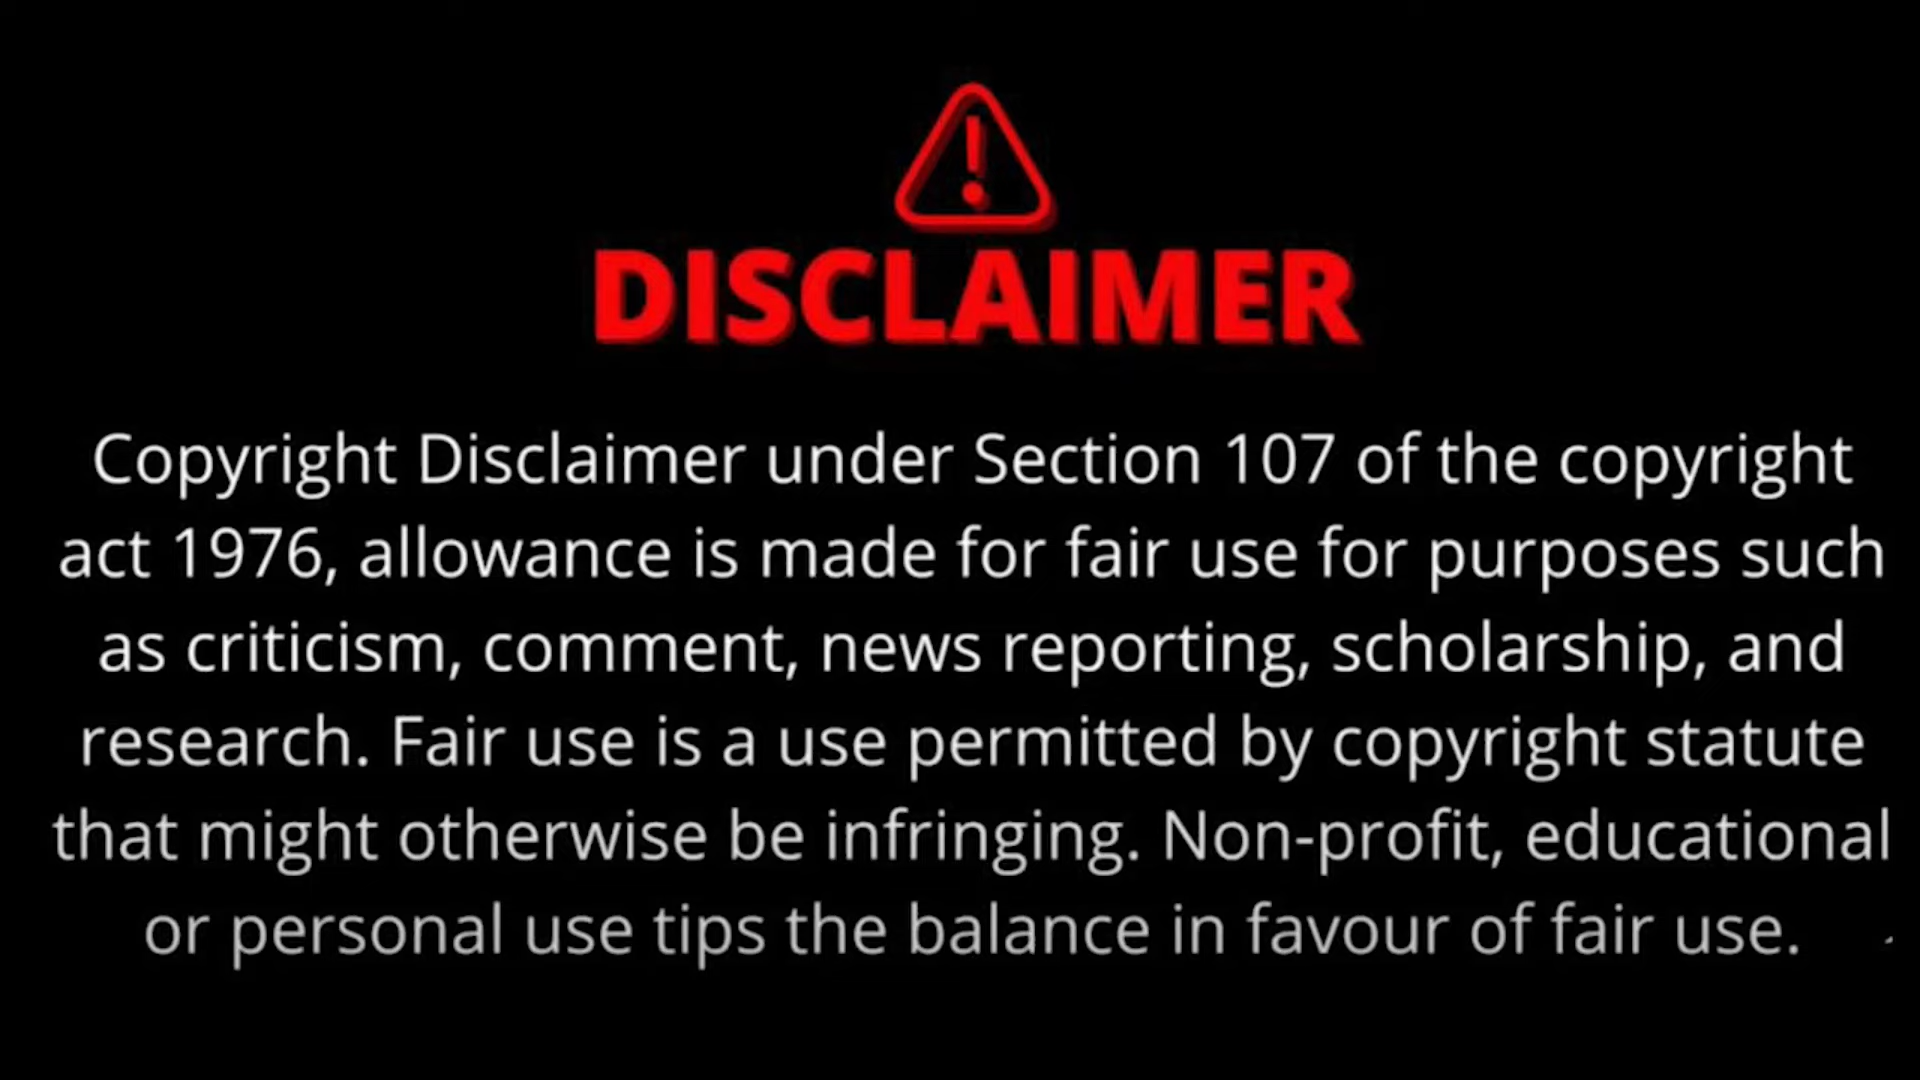 DISCLAIMER
Copyright Disclaimer under Section 107 of the copyright
act 1976, allowance is made for fair use for purposes such
as criticism, comment, news reporting, scholarship, and
research. Fair use is a use permitted by copyright statute
that might otherwise be infringing. Non-profit, educational
or personal use tips the balance in favour of fair use.